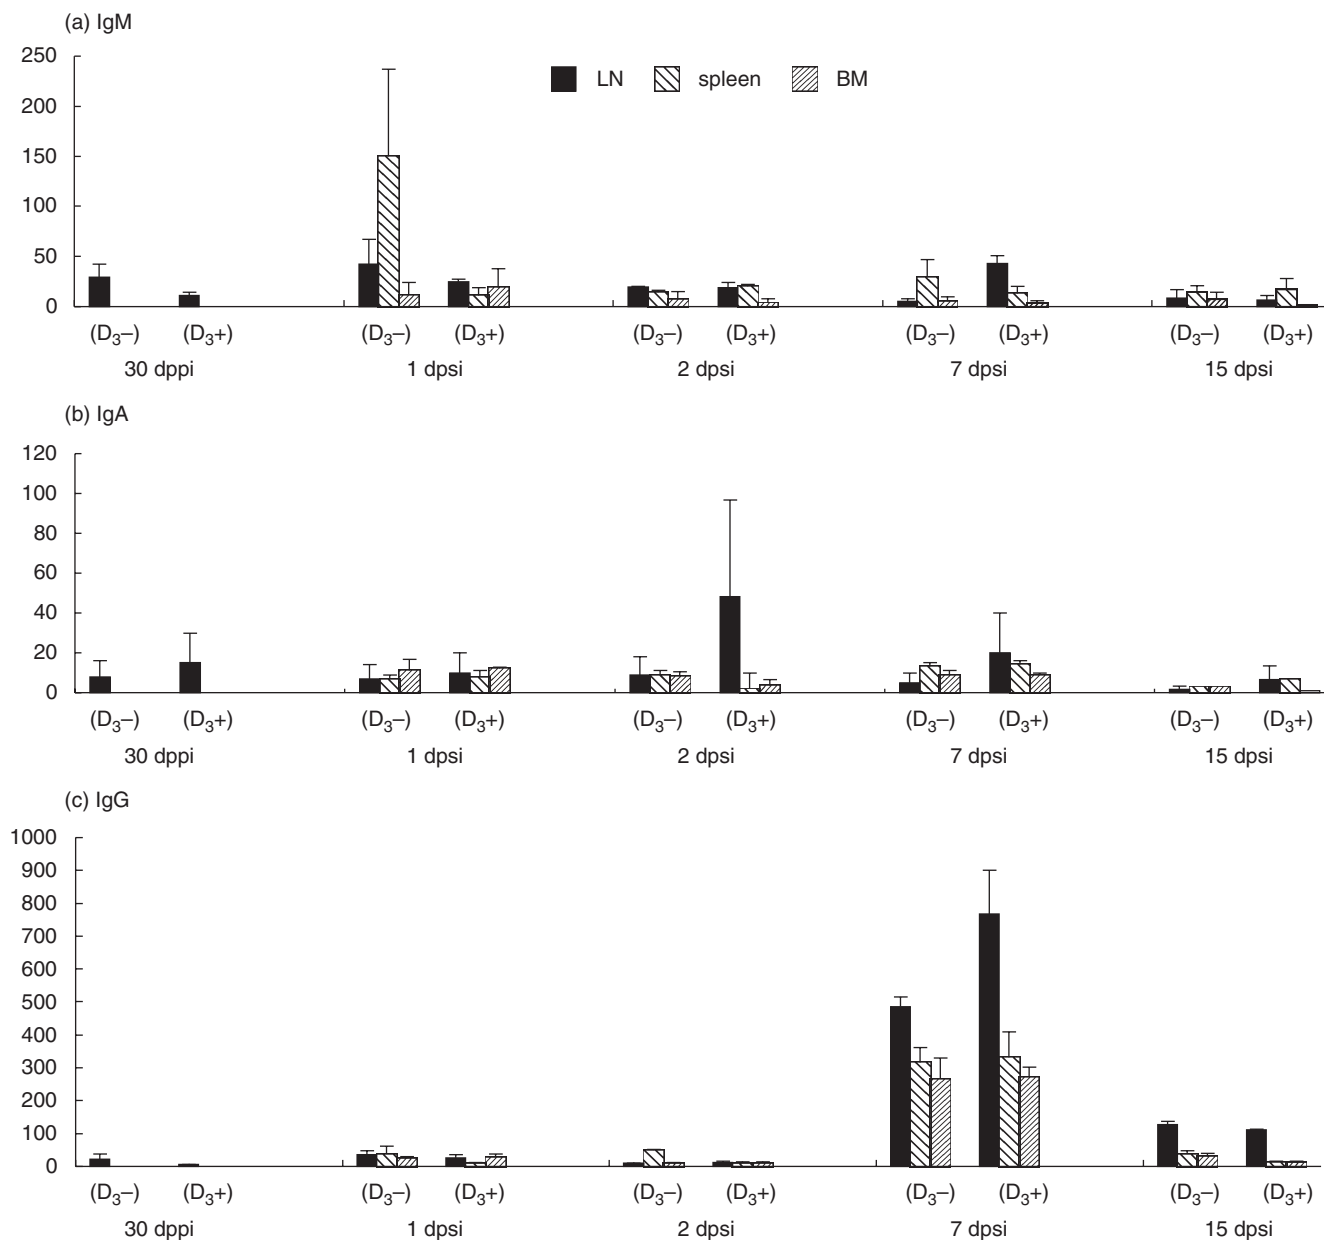 (a) IgM
250
200
150
100
50
0
LN spleen BM
(D₃–) (D₃+) (D₃–) (D₃+) (D₃–) (D₃+) (D₃–) (D₃+) (D₃–) (D₃+)
30 dppi 1 dpsi 2 dpsi 7 dpsi 15 dpsi
(b) IgA
120
100
80
60
40
20
0
(D₃–) (D₃+) (D₃–) (D₃+) (D₃–) (D₃+) (D₃–) (D₃+) (D₃–) (D₃+)
30 dppi 1 dpsi 2 dpsi 7 dpsi 15 dpsi
(c) IgG
1000
900
800
700
600
500
400
300
200
100
0
(D₃–) (D₃+) (D₃–) (D₃+) (D₃–) (D₃+) (D₃–) (D₃+) (D₃–) (D₃+)
30 dppi 1 dpsi 2 dpsi 7 dpsi 15 dpsi